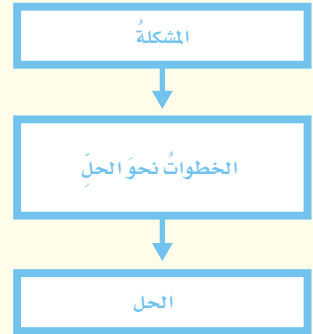 المشكلةُ
الخطواتُ نحوَ الحلِّ
الحل